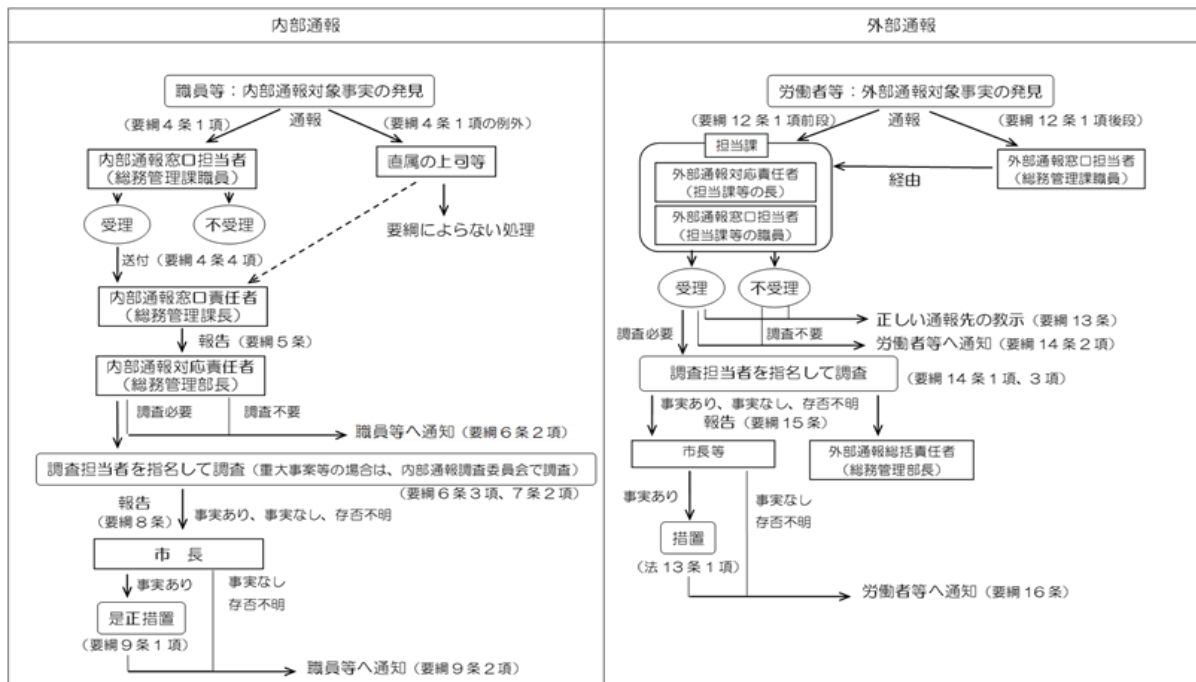 内部通報
職員等：内部通報対象事実の発見
（要綱４条１項）
通報
（要綱４条１項の例外）
内部通報窓口担当者
（総務管理課職員）
直属の上司等
受理
不受理
要綱によらない処理
送付（要綱４条４項）
内部通報窓口責任者
（総務管理課長）
報告（要綱５条）
内部通報対応責任者
（総務管理部長）
調査必要
調査不要
職員等へ通知（要綱６条２項）
調査担当者を指名して調査（重大事案等の場合は、内部通報調査委員会で調査）
（要綱６条３項、７条２項）
報告
（要綱８条）
事実あり、事実なし、存否不明
市　長
事実あり
事実なし
存否不明
是正措置
（要綱９条１項）
職員等へ通知（要綱９条２項）
外部通報
労働者等：外部通報対象事実の発見
（要綱１２条１項前段）
通報
（要綱１２条１項後段）
担当課
外部通報対応責任者
（担当課等の長）
外部通報窓口担当者
（担当課等の職員）
経由
外部通報窓口担当者
（総務管理課職員）
受理
不受理
正しい通報先の教示（要綱１３条）
調査必要
調査不要
労働者等へ通知（要綱１４条２項）
調査担当者を指名して調査
（要綱１４条１項、３項）
事実あり、事実なし、存否不明
報告（要綱１５条）
市長等
外部通報総括責任者
（総務管理部長）
事実あり
事実なし
存否不明
措置
（法１３条１項）
労働者等へ通知（要綱１６条）